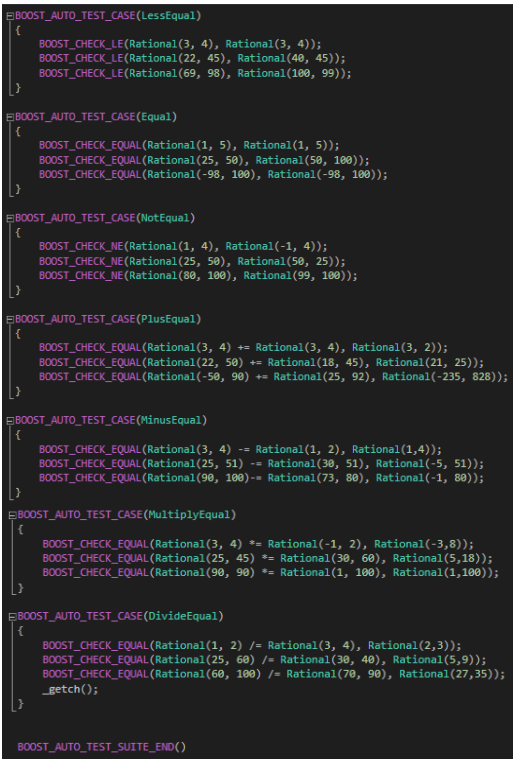 BOOST_AUTO_TEST_CASE(LessEqual)
{
    BOOST_CHECK_LE(Rational(3, 4), Rational(3, 4));
    BOOST_CHECK_LE(Rational(22, 45), Rational(40, 45));
    BOOST_CHECK_LE(Rational(69, 98), Rational(100, 99));
}
BOOST_AUTO_TEST_CASE(Equal)
{
    BOOST_CHECK_EQUAL(Rational(1, 5), Rational(1, 5));
    BOOST_CHECK_EQUAL(Rational(25, 50), Rational(50, 100));
    BOOST_CHECK_EQUAL(Rational(-98, 100), Rational(-98, 100));
}
BOOST_AUTO_TEST_CASE(NotEqual)
{
    BOOST_CHECK_NE(Rational(1, 4), Rational(-1, 4));
    BOOST_CHECK_NE(Rational(25, 50), Rational(50, 25));
    BOOST_CHECK_NE(Rational(80, 100), Rational(99, 100));
}
BOOST_AUTO_TEST_CASE(PlusEqual)
{
    BOOST_CHECK_EQUAL(Rational(3, 4) += Rational(3, 4), Rational(3, 2));
    BOOST_CHECK_EQUAL(Rational(22, 50) += Rational(18, 45), Rational(21, 25));
    BOOST_CHECK_EQUAL(Rational(-50, 90) += Rational(25, 92), Rational(-235, 828));
}
BOOST_AUTO_TEST_CASE(MinusEqual)
{
    BOOST_CHECK_EQUAL(Rational(3, 4) -= Rational(1, 2), Rational(1,4));
    BOOST_CHECK_EQUAL(Rational(25, 51) -= Rational(30, 51), Rational(-5, 51));
    BOOST_CHECK_EQUAL(Rational(90, 100)-= Rational(73, 80), Rational(-1, 80));
}
BOOST_AUTO_TEST_CASE(MultiplyEqual)
{
    BOOST_CHECK_EQUAL(Rational(3, 4) *= Rational(-1, 2), Rational(-3,8));
    BOOST_CHECK_EQUAL(Rational(25, 45) *= Rational(30, 60), Rational(5,18));
    BOOST_CHECK_EQUAL(Rational(90, 90) *= Rational(1, 100), Rational(1,100));
}
BOOST_AUTO_TEST_CASE(DivideEqual)
{
    BOOST_CHECK_EQUAL(Rational(1, 2) /= Rational(3, 4), Rational(2,3));
    BOOST_CHECK_EQUAL(Rational(25, 60) /= Rational(30, 40), Rational(5,9));
    BOOST_CHECK_EQUAL(Rational(60, 100) /= Rational(70, 90), Rational(27,35));
    _getch();
}
BOOST_AUTO_TEST_SUITE_END()